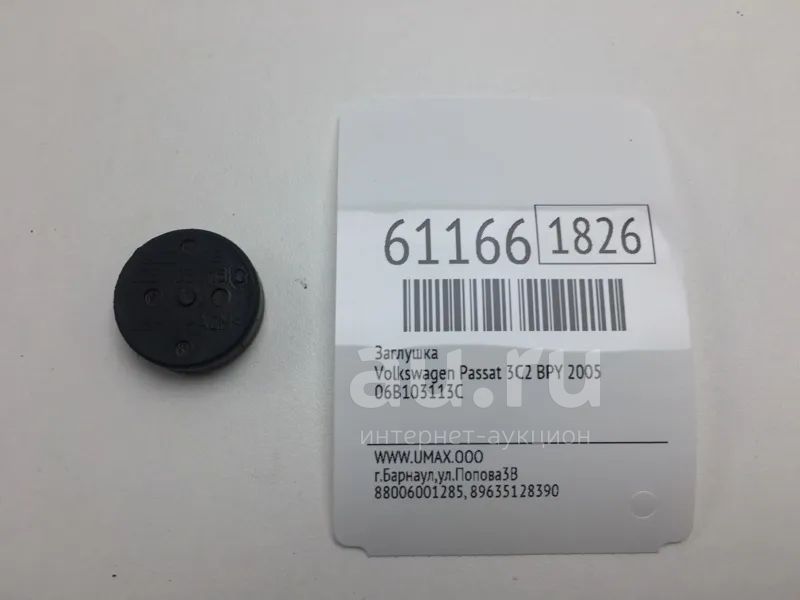 61166 1826
Заглушка
Volkswagen Passat 3C2 BPY 2005
06B103113C
au.ru
интернет-аукцион
WWW.UMAX.OOO
г.Барнаул,ул.Попова3В
88006001285, 89635128390